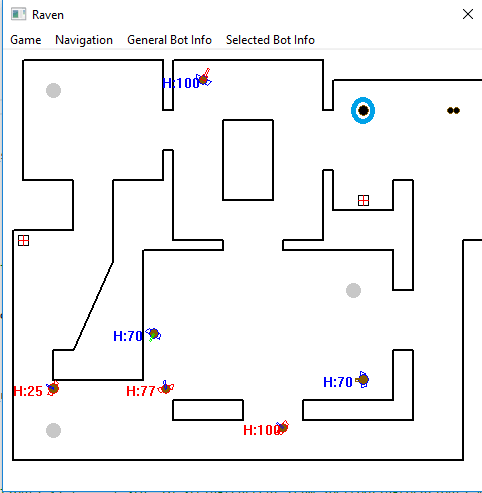 Raven
Game Navigation General Bot Info Selected Bot Info
H:100
H:70
H:70
H:25
H:77
H:100